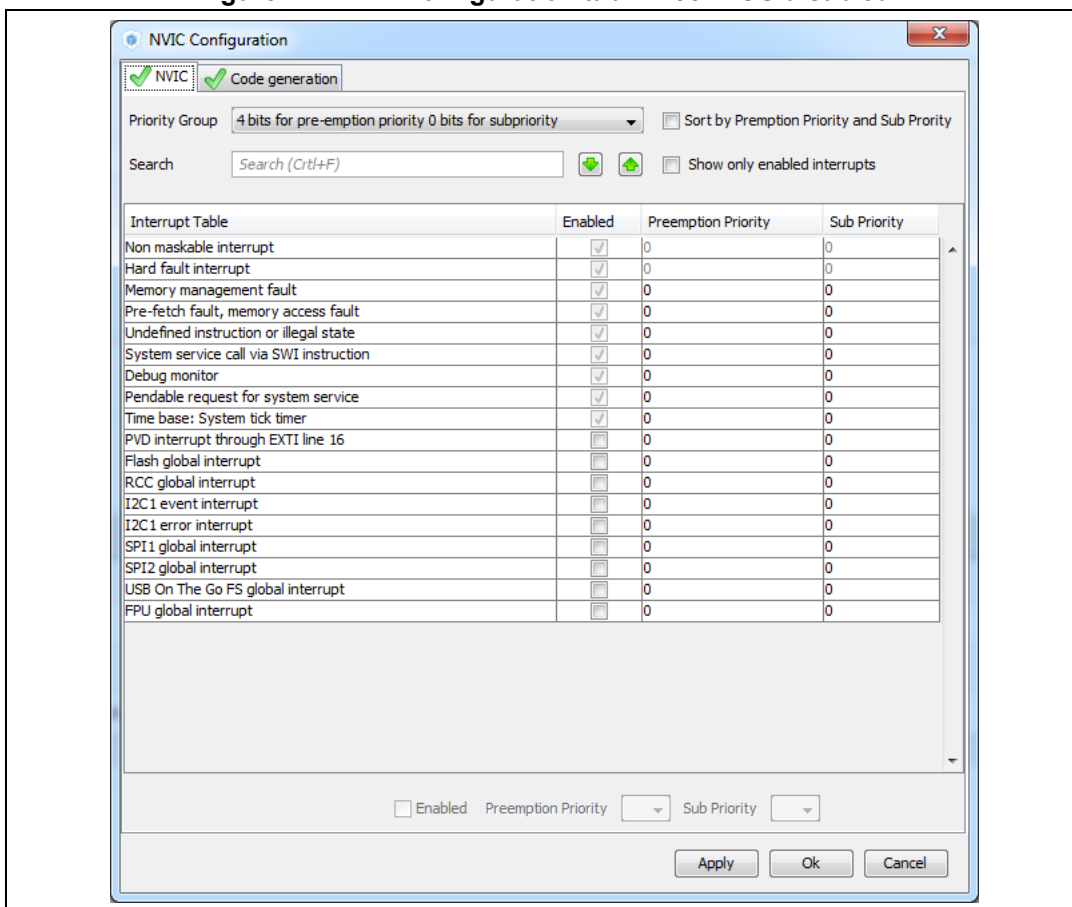 NVIC Configuration
NVIC Code generation
Priority Group 4 bits for pre-emption priority 0 bits for subpriority Sort by Premption Priority and Sub Prority
Search Search (Crtl+F) Show only enabled interrupts
Interrupt Table Enabled Preemption Priority Sub Priority
Non maskable interrupt 0 0
Hard fault interrupt 0 0
Memory management fault 0 0
Pre-fetch fault, memory access fault 0 0
Undefined instruction or illegal state 0 0
System service call via SWI instruction 0 0
Debug monitor 0 0
Pendable request for system service 0 0
Time base: System tick timer 0 0
PVD interrupt through EXTI line 16 0 0
Flash global interrupt 0 0
RCC global interrupt 0 0
I2C1 event interrupt 0 0
I2C1 error interrupt 0 0
SPI1 global interrupt 0 0
SPI2 global interrupt 0 0
USB On The Go FS global interrupt 0 0
FPU global interrupt 0 0
Enabled Preemption Priority Sub Priority
Apply Ok Cancel